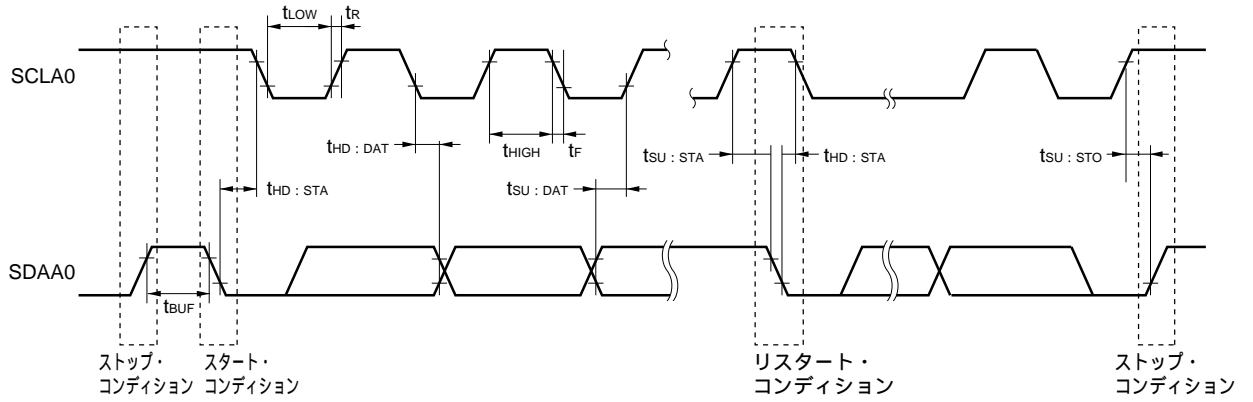 tLOW
tR
SCLA0
tHD : DAT
tHIGH
tF
tSU : STA
tHD : STA
tSU : STO
tHD : STA
tSU : DAT
SDAA0
tBUF
ストップ・
コンディション
スタート・
コンディション
リスタート・
コンディション
ストップ・
コンディション